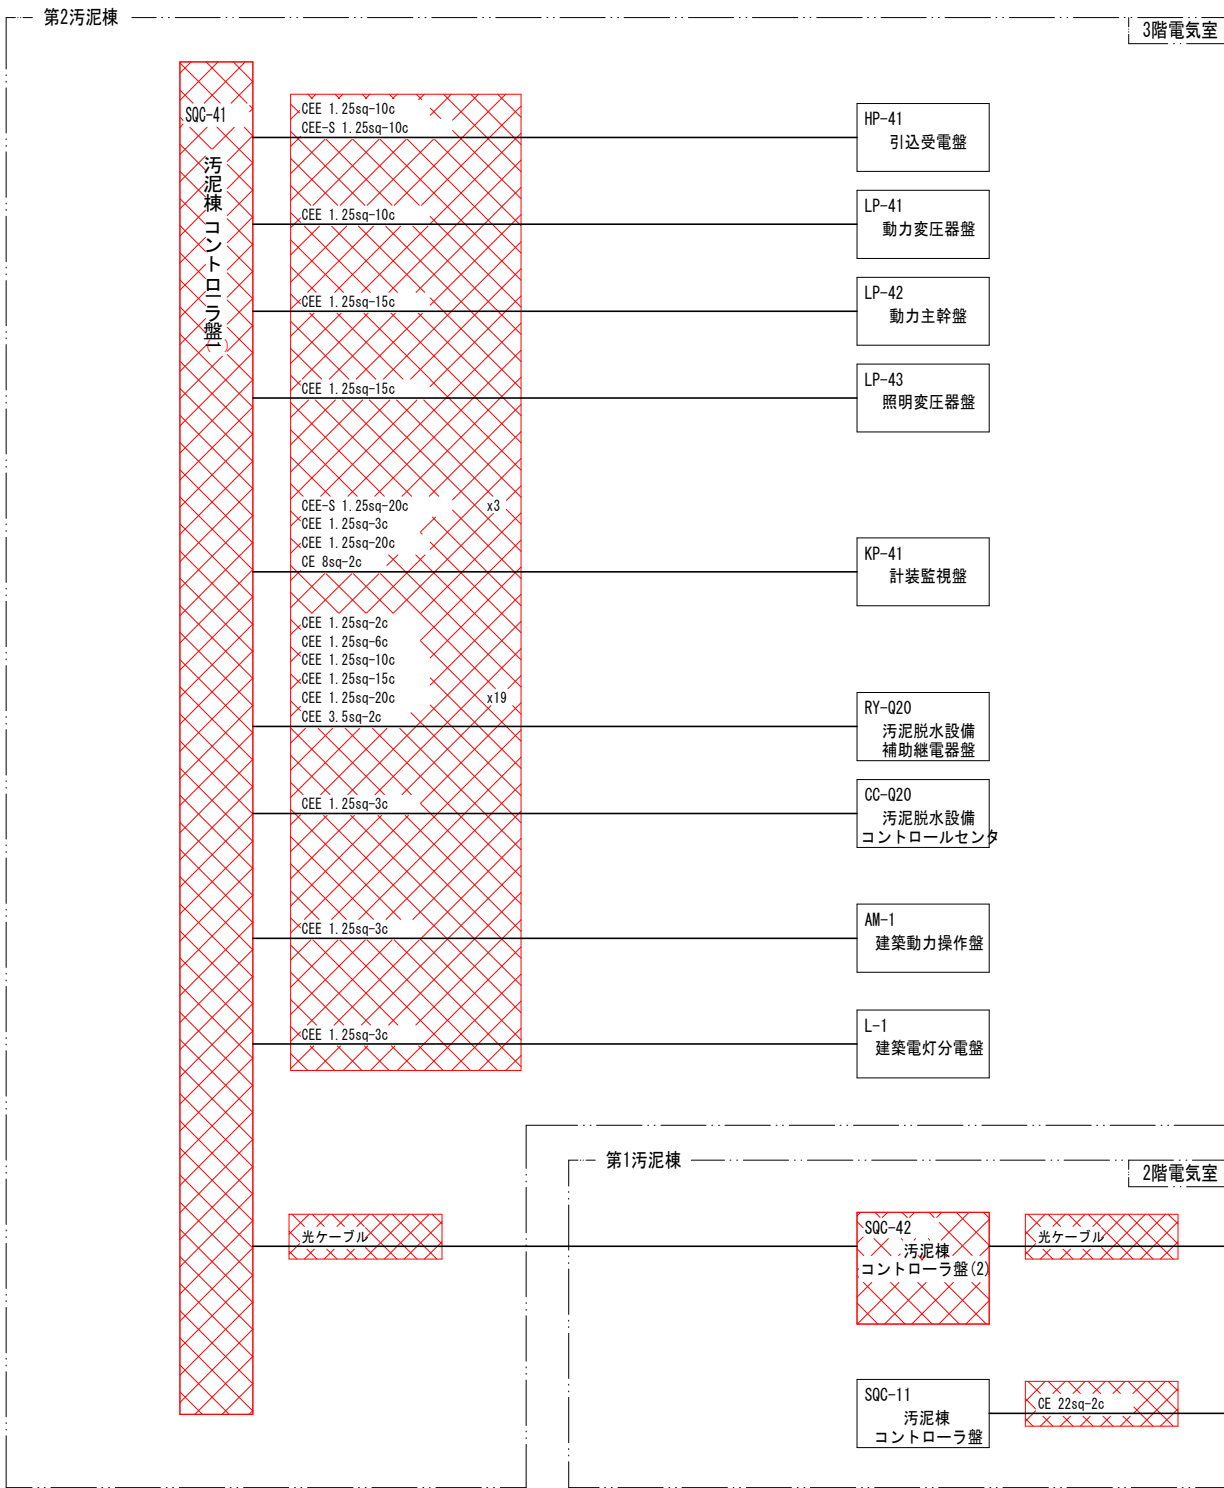 第2汚泥棟
3階電気室
SQC-41
汚泥棟 コントローラ盤(1)
CEE 1.25sq-10c
CEE-S 1.25sq-10c
HP-41
引込受電盤
CEE 1.25sq-10c
LP-41
動力変圧器盤
CEE 1.25sq-15c
LP-42
動力主幹盤
CEE 1.25sq-15c
LP-43
照明変圧器盤
CEE-S 1.25sq-20c x3
CEE 1.25sq-3c
CEE 1.25sq-20c
CE 8sq-2c
KP-41
計装監視盤
CEE 1.25sq-2c
CEE 1.25sq-6c
CEE 1.25sq-10c
CEE 1.25sq-15c
CEE 1.25sq-20c x19
CEE 3.5sq-2c
RY-Q20
汚泥脱水設備
補助継電器盤
CEE 1.25sq-3c
CC-Q20
汚泥脱水設備
コントロールセンタ
CEE 1.25sq-3c
AM-1
建築動力操作盤
CEE 1.25sq-3c
L-1
建築電灯分電盤
第1汚泥棟
2階電気室
光ケーブル
SQC-42
汚泥棟
コントローラ盤(2)
光ケーブル
SQC-11
汚泥棟
コントローラ盤
CE 22sq-2c